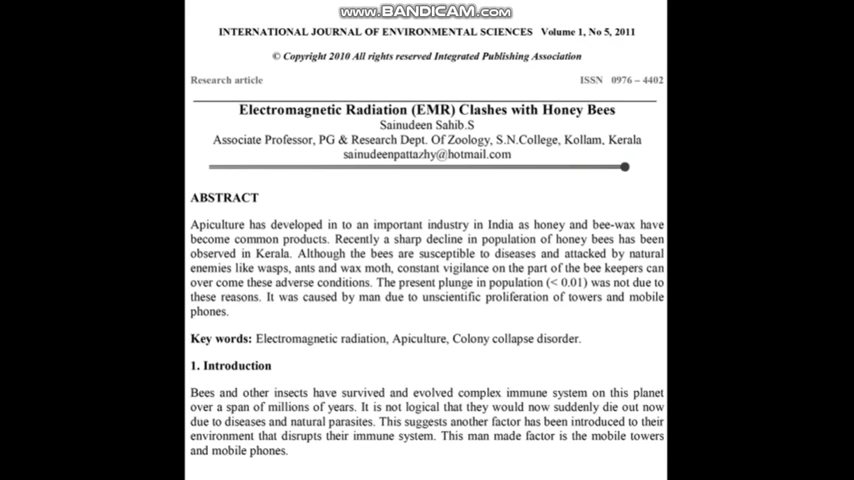 www.BANDICAM.com
INTERNATIONAL JOURNAL OF ENVIRONMENTAL SCIENCES Volume 1, No 5, 2011
© Copyright 2010 All rights reserved Integrated Publishing Association
Research article ISSN 0976 – 4402
Electromagnetic Radiation (EMR) Clashes with Honey Bees
Sainudeen Sahib.S
Associate Professor, PG & Research Dept. Of Zoology, S.N.College, Kollam, Kerala
sainudeenpattazhy@hotmail.com
ABSTRACT
Apiculture has developed in to an important industry in India as honey and bee-wax have
become common products. Recently a sharp decline in population of honey bees has been
observed in Kerala. Although the bees are susceptible to diseases and attacked by natural
enemies like wasps, ants and wax moth, constant vigilance on the part of the bee keepers can
over come these adverse conditions. The present plunge in population (< 0.01) was not due to
these reasons. It was caused by man due to unscientific proliferation of towers and mobile
phones.
Key words: Electromagnetic radiation, Apiculture, Colony collapse disorder.
1. Introduction
Bees and other insects have survived and evolved complex immune system on this planet
over a span of millions of years. It is not logical that they would now suddenly die out now
due to diseases and natural parasites. This suggests another factor has been introduced to their
environment that disrupts their immune system. This man made factor is the mobile towers
and mobile phones.